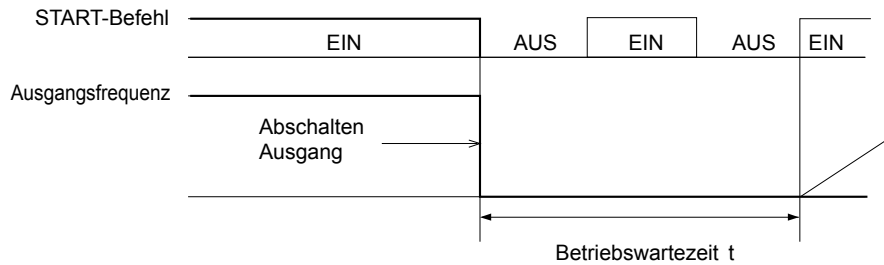 START-Befehl
EIN AUS EIN AUS EIN
Ausgangsfrequenz
Abschalten
Ausgang
Betriebswartezeit t